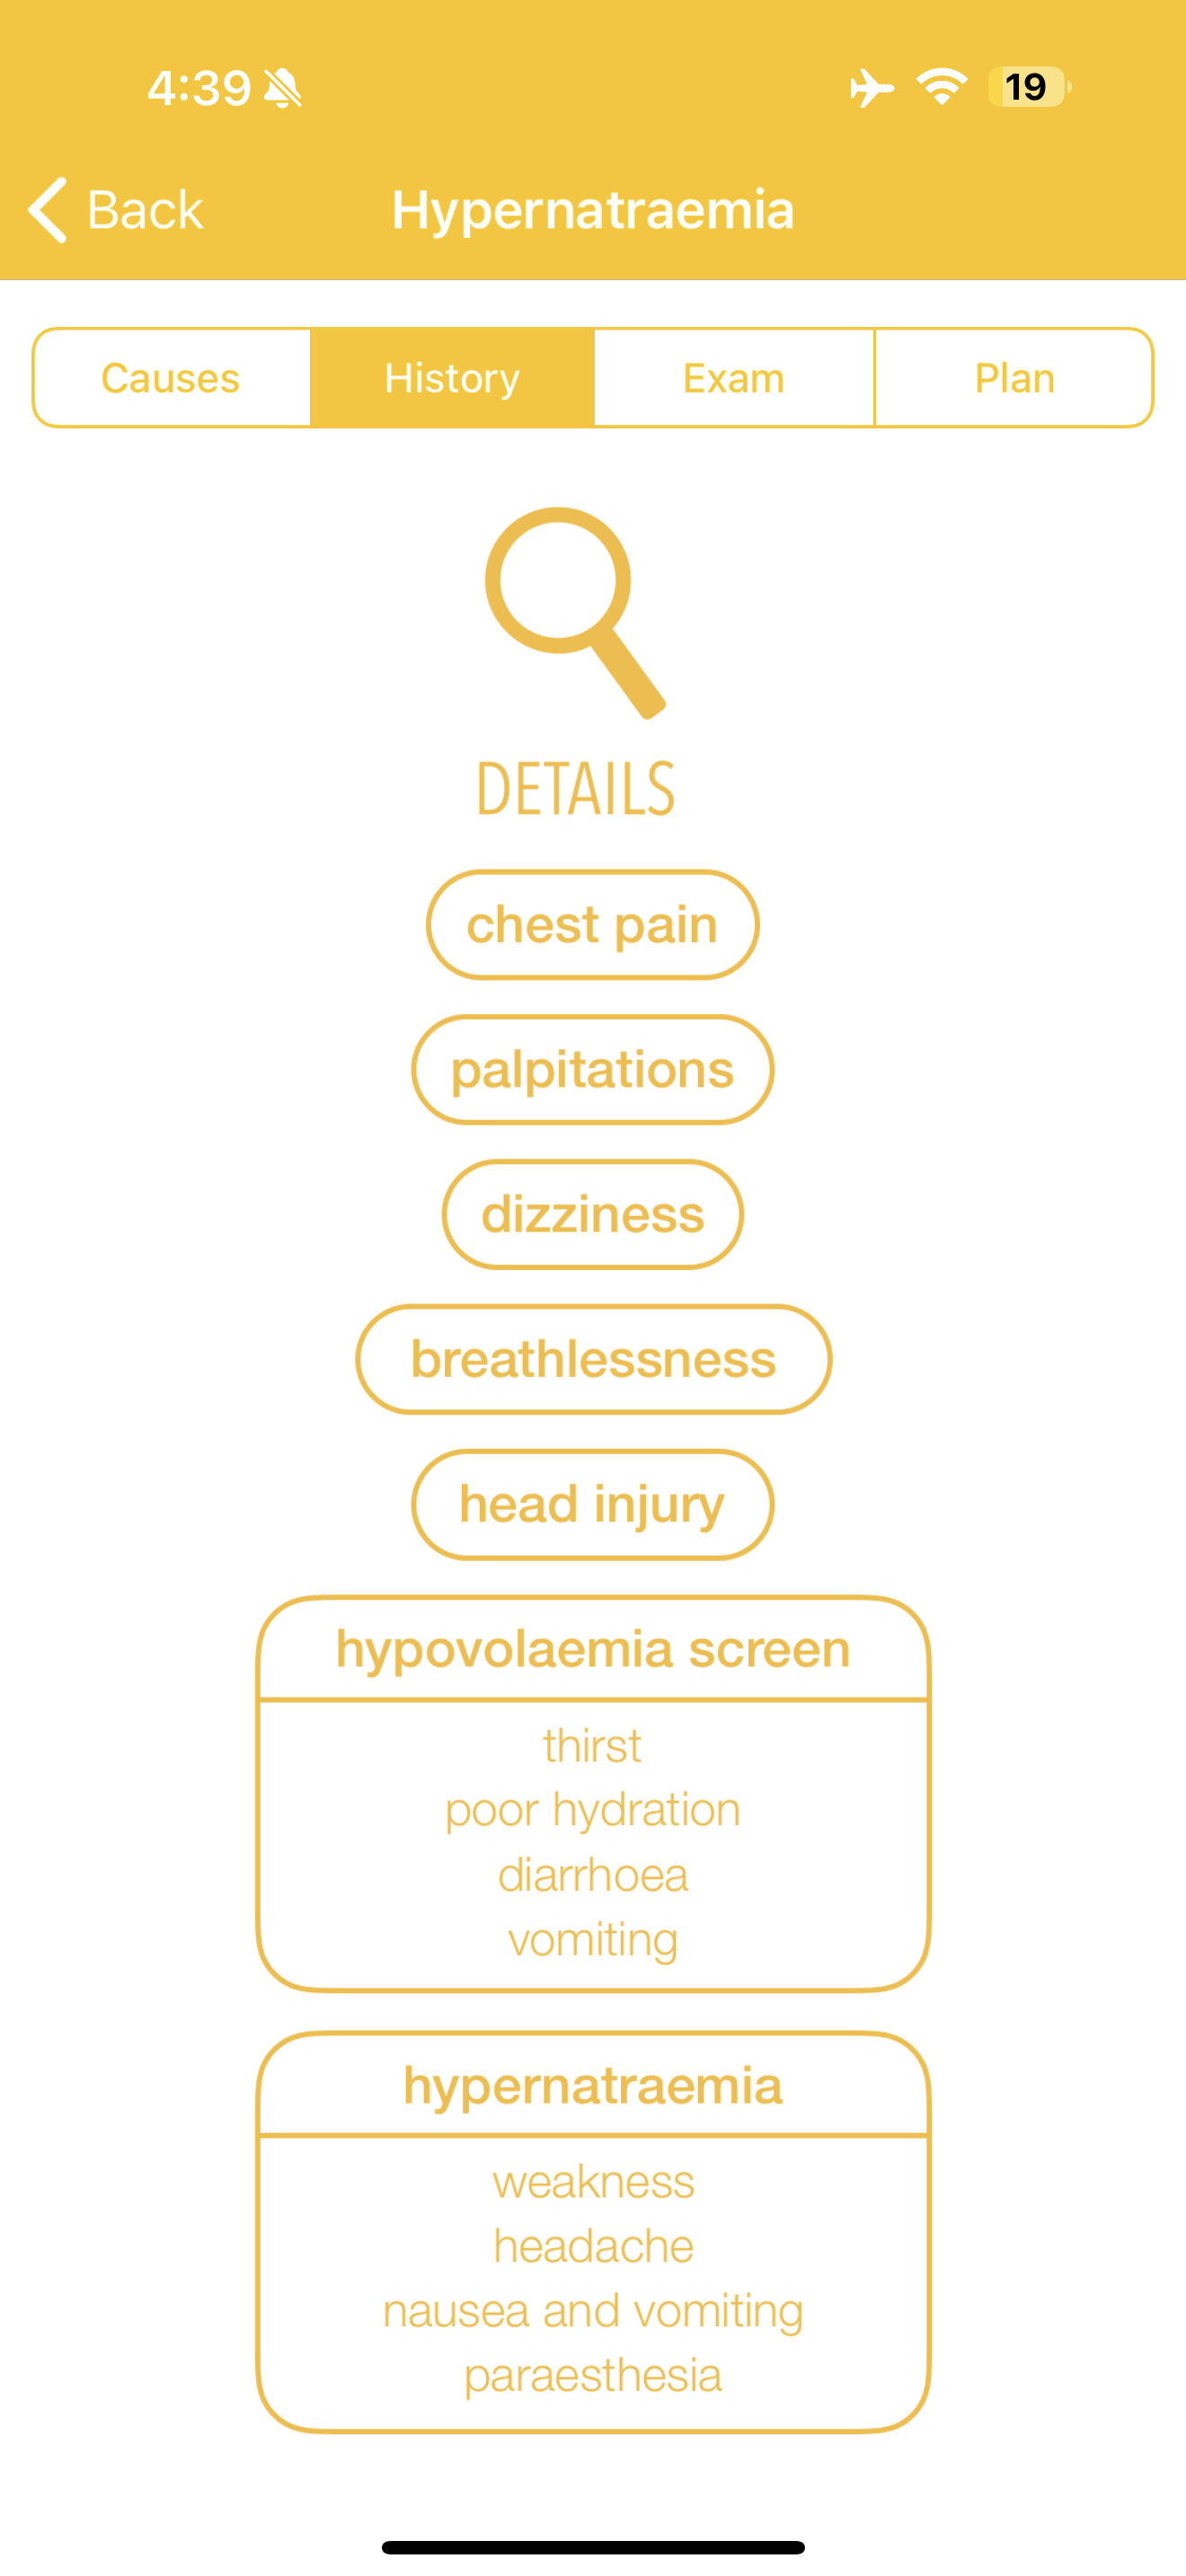 4:39
19
Back
Hypernatraemia
Causes
History
Exam
Plan
DETAILS
chest pain
palpitations
dizziness
breathlessness
head injury
hypovolaemia screen
thirst
poor hydration
diarrhoea
vomiting
hypernatraemia
weakness
headache
nausea and vomiting
paraesthesia